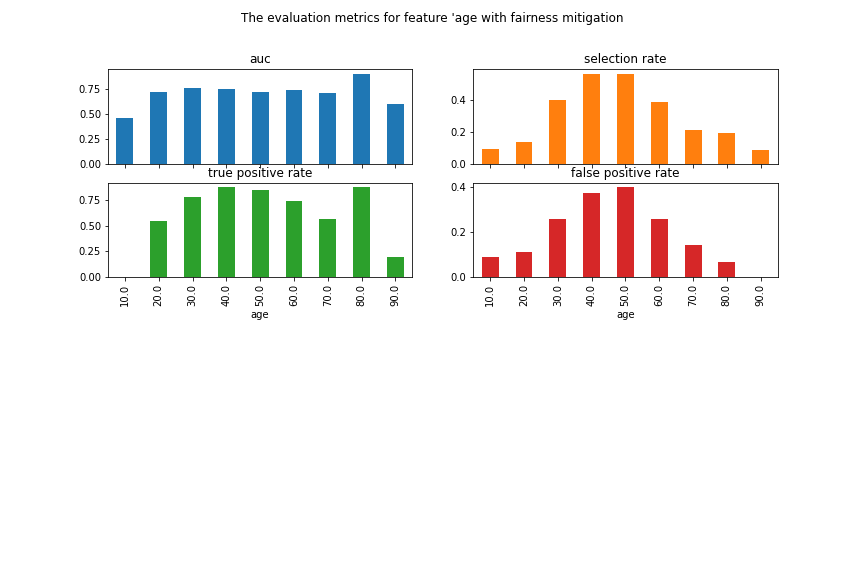 The evaluation metrics for feature 'age with fairness mitigation
auc
0.75
0.50
0.25
0.00
selection rate
0.4
0.2
0.0
true positive rate
0.75
0.50
0.25
0.00
10.0 20.0 30.0 40.0 50.0 60.0 70.0 80.0 90.0
age
false positive rate
0.4
0.2
0.0
10.0 20.0 30.0 40.0 50.0 60.0 70.0 80.0 90.0
age